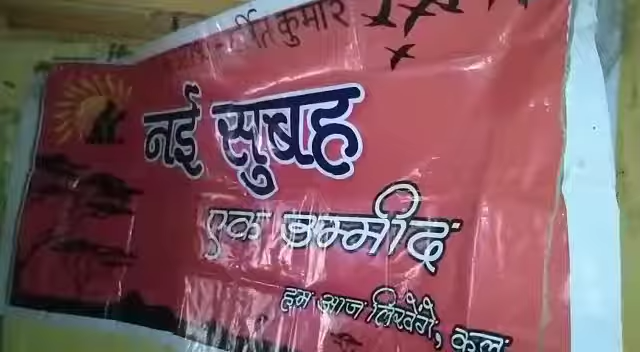 कुमार
नई सुबह
एक उम्मीद
हम आज लिखेंगे, कल